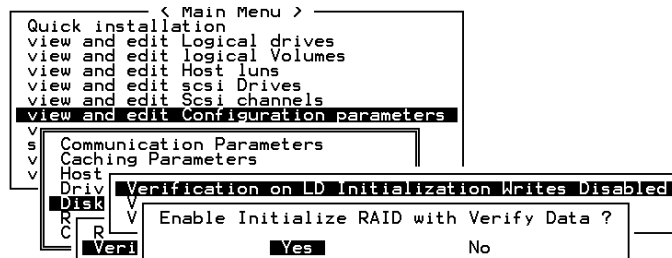 < Main Menu >
Quick installation
view and edit Logical drives
view and edit logical Volumes
view and edit Host luns
view and edit scsi Drives
view and edit Scsi channels
view and edit Configuration parameters
v
s Communication Parameters
v Caching Parameters
v Host
Driv Verification on LD Initialization Writes Disabled
Disk V
R V Enable Initialize RAID with Verify Data ?
C R
Veri Yes No